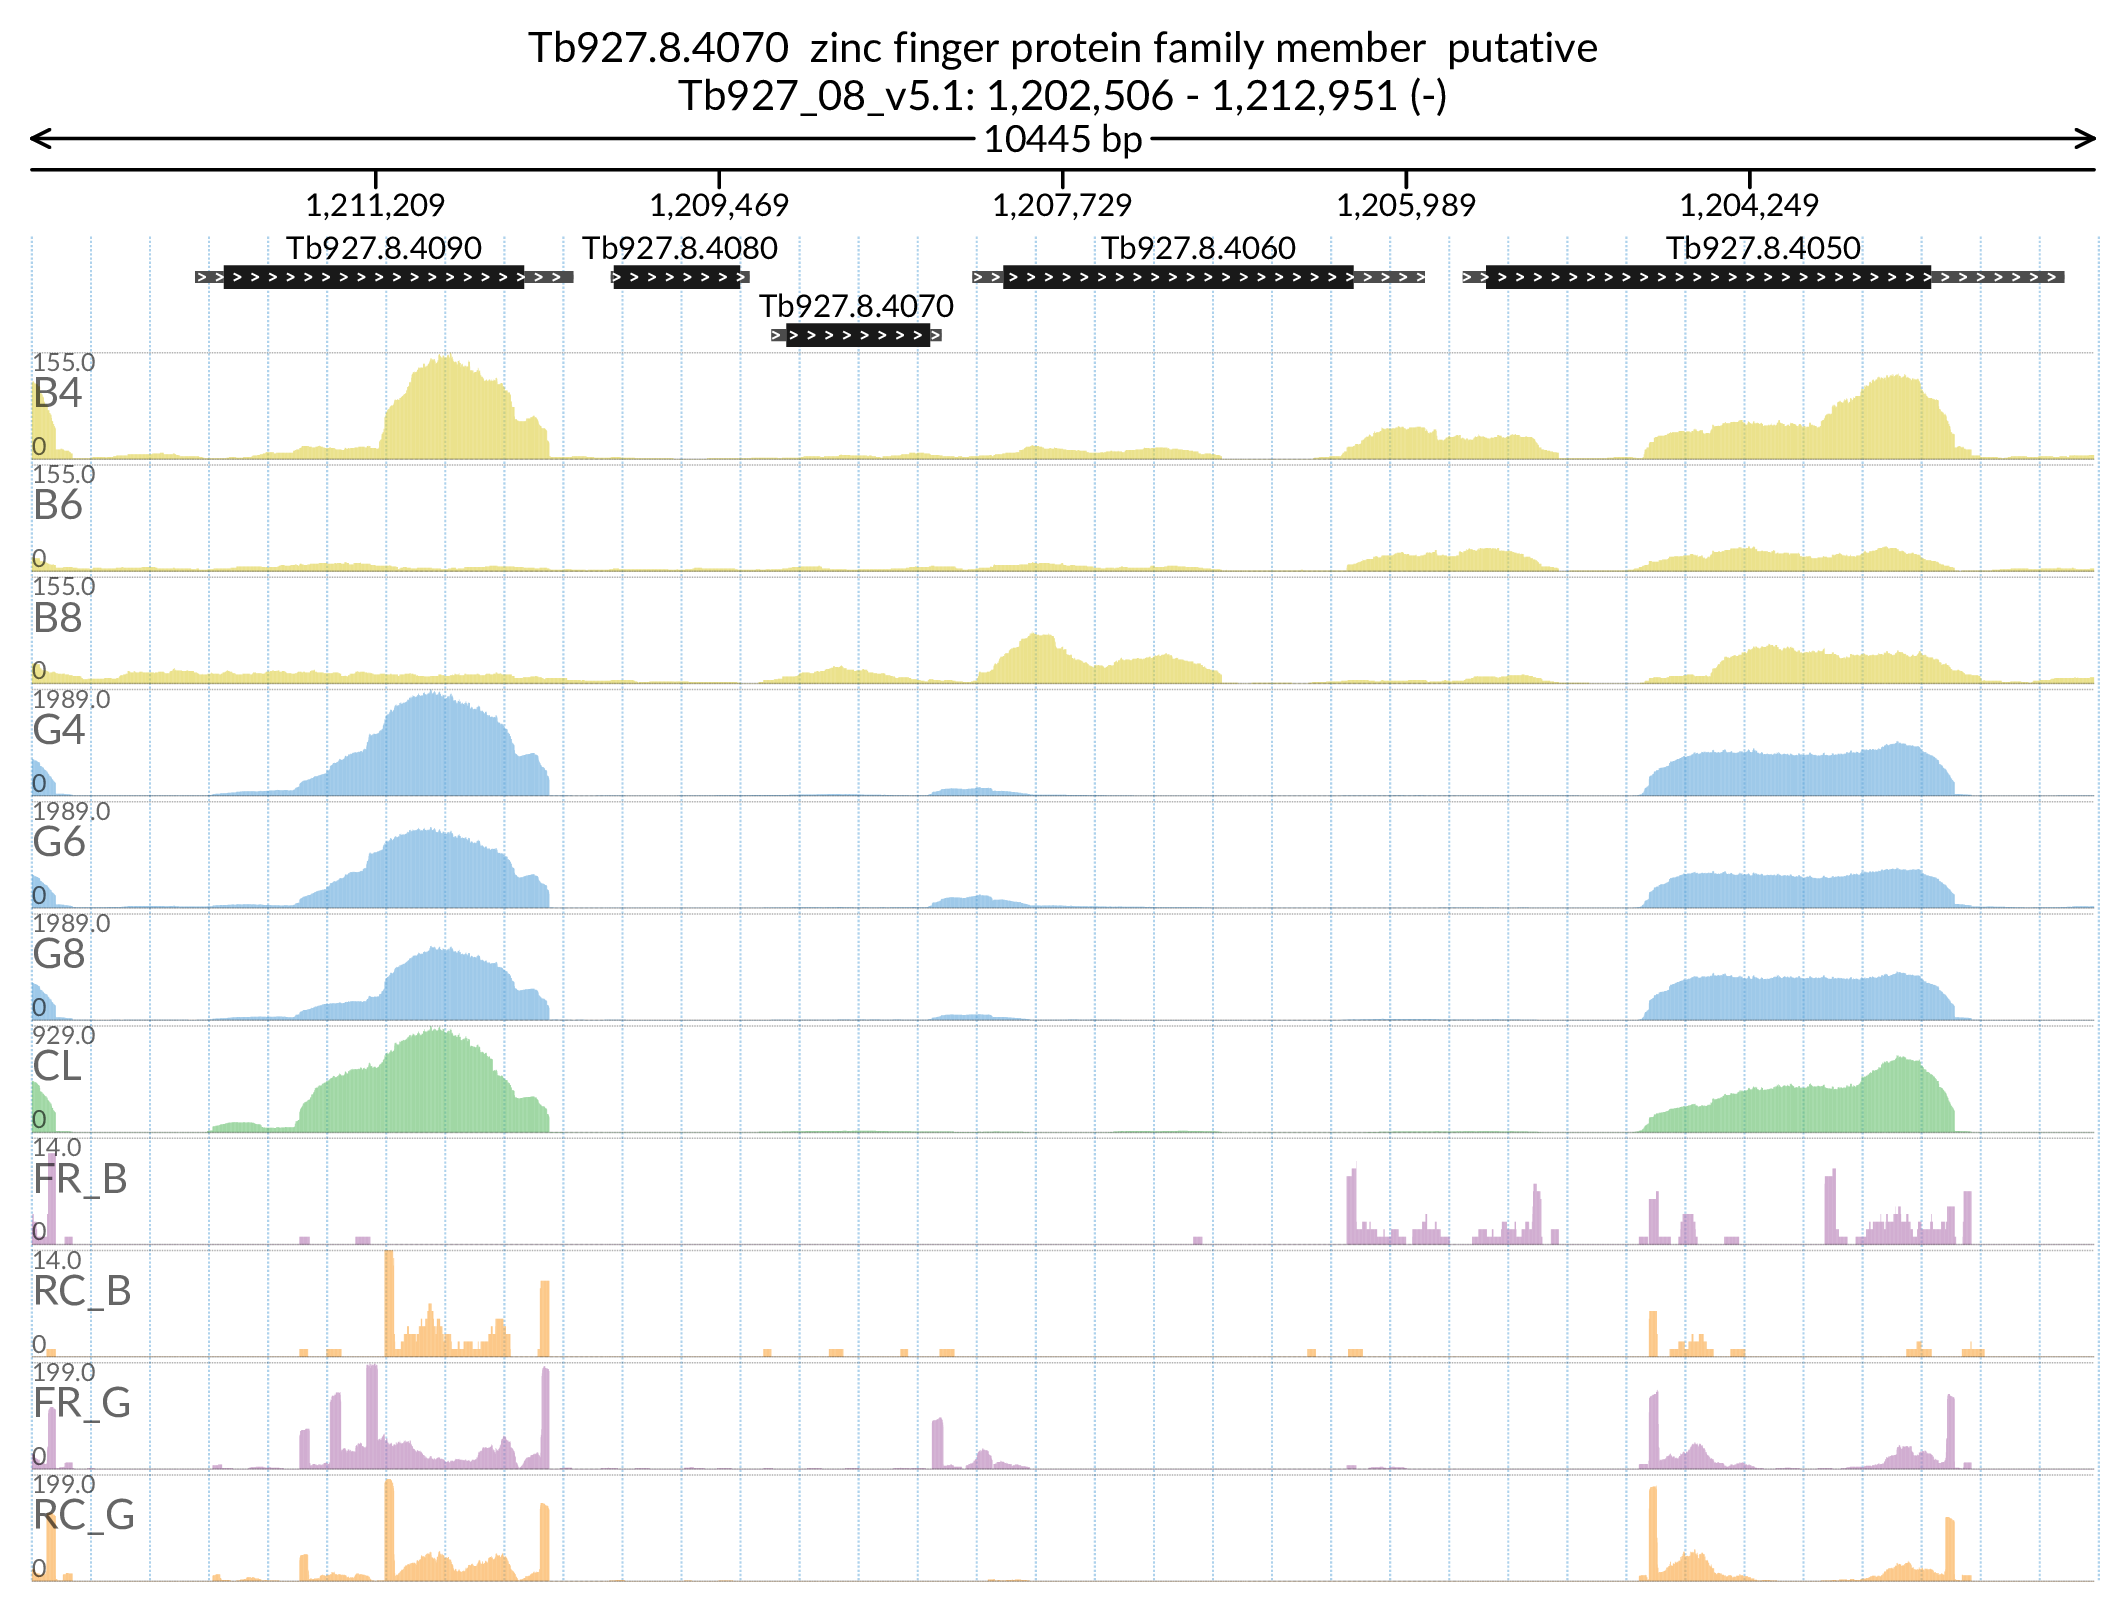 Tb927.8.4070  zinc finger protein family member  putative
Tb927_08_v5.1: 1,202,506 - 1,212,951 (-)
10445 bp
1,211,209 1,209,469 1,207,729 1,205,989 1,204,249
Tb927.8.4090 Tb927.8.4080 Tb927.8.4060 Tb927.8.4050
Tb927.8.4070
155.0
B4
0
155.0
B6
0
155.0
B8
0
1989.0
G4
0
1989.0
G6
0
1989.0
G8
0
929.0
CL
0
14.0
FR_B
0
14.0
RC_B
0
199.0
FR_G
0
199.0
RC_G
0